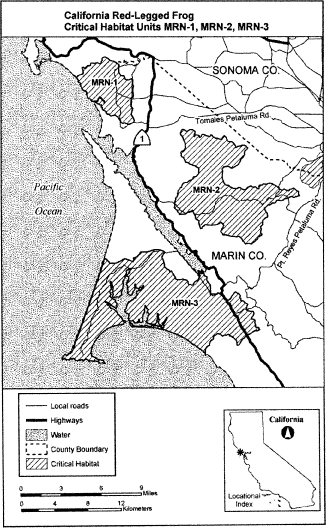 California Red-Legged Frog
Critical Habitat Units MRN-1, MRN-2, MRN-3
SONOMA CO.
MRN-1
Tomales Petaluma Rd.
1
Pacific
Ocean
MRN-2
MARIN CO.
Pt. Reyes Petaluma Rd.
MRN-3
Local roads
Highways
Water
County Boundary
Critical Habitat
0 3 6 9
Miles
0 4 8 12
Kilometers
California
Locational
Index